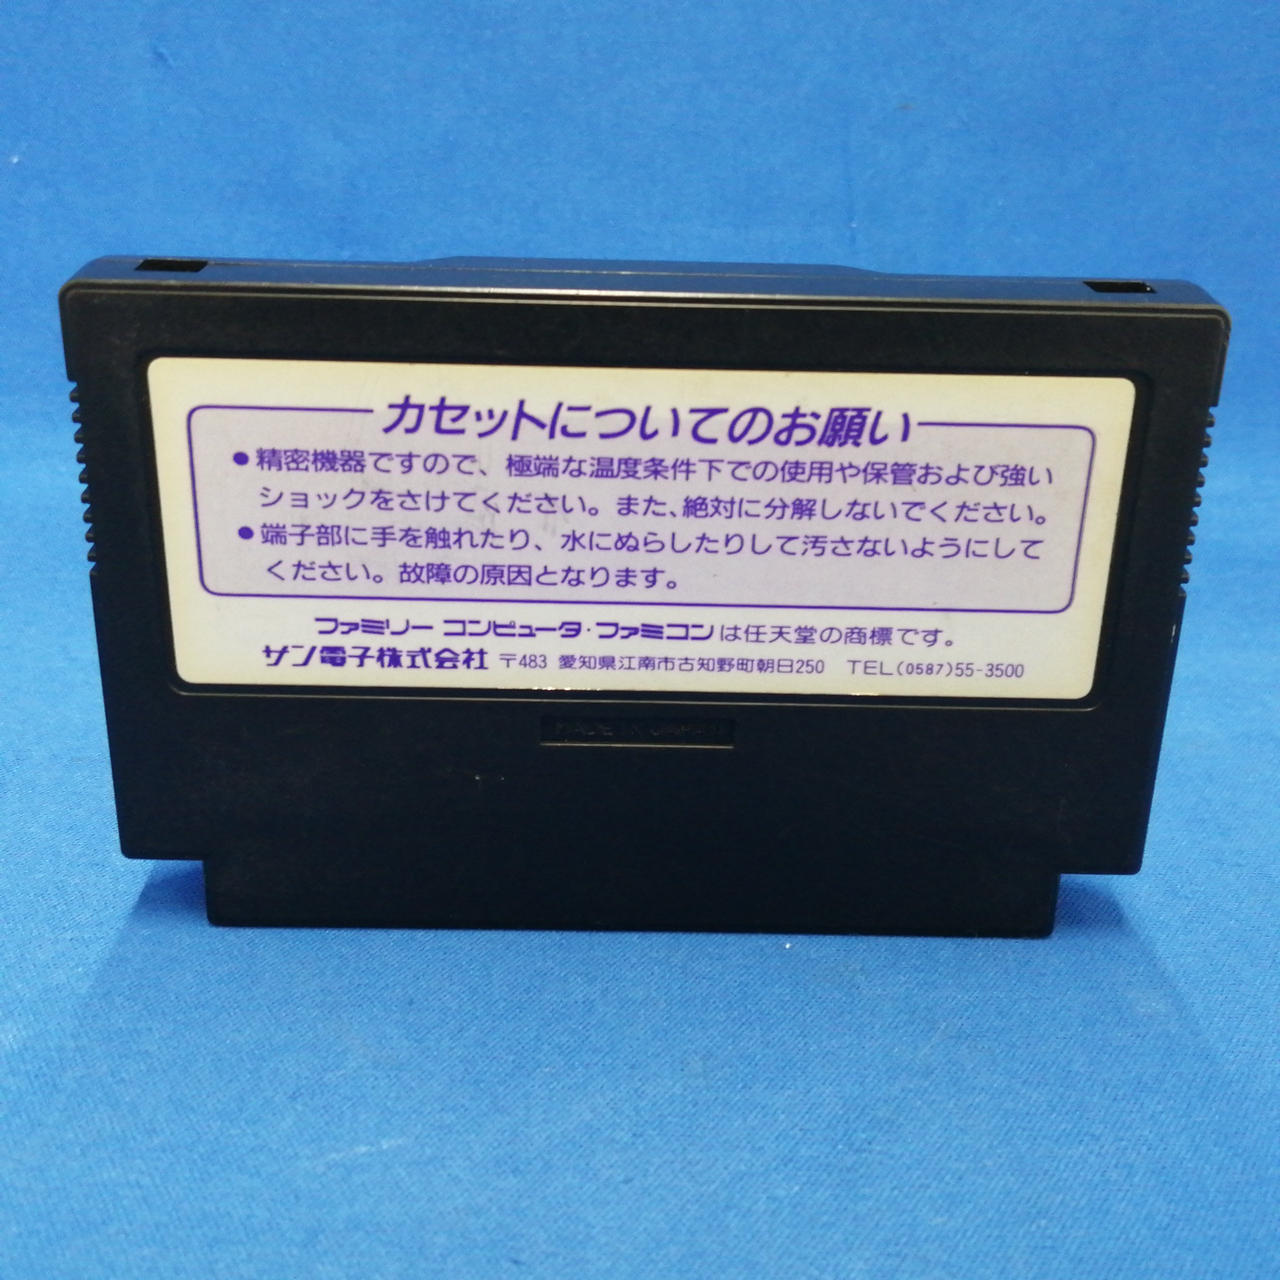 カセットについてのお願い
●精密機器ですので、極端な温度条件下での使用や保管および強い
ショックをさけてください。また、絶対に分解しないでください。
●端子部に手を触れたり、水にぬらしたりして汚さないようにして
ください。故障の原因となります。
ファミリー コンピュータ・ファミコンは任天堂の商標です。
サン電子株式会社 〒483 愛知県江南市古知野町朝日250 TEL(0587)55-3500
MADE IN JAPAN